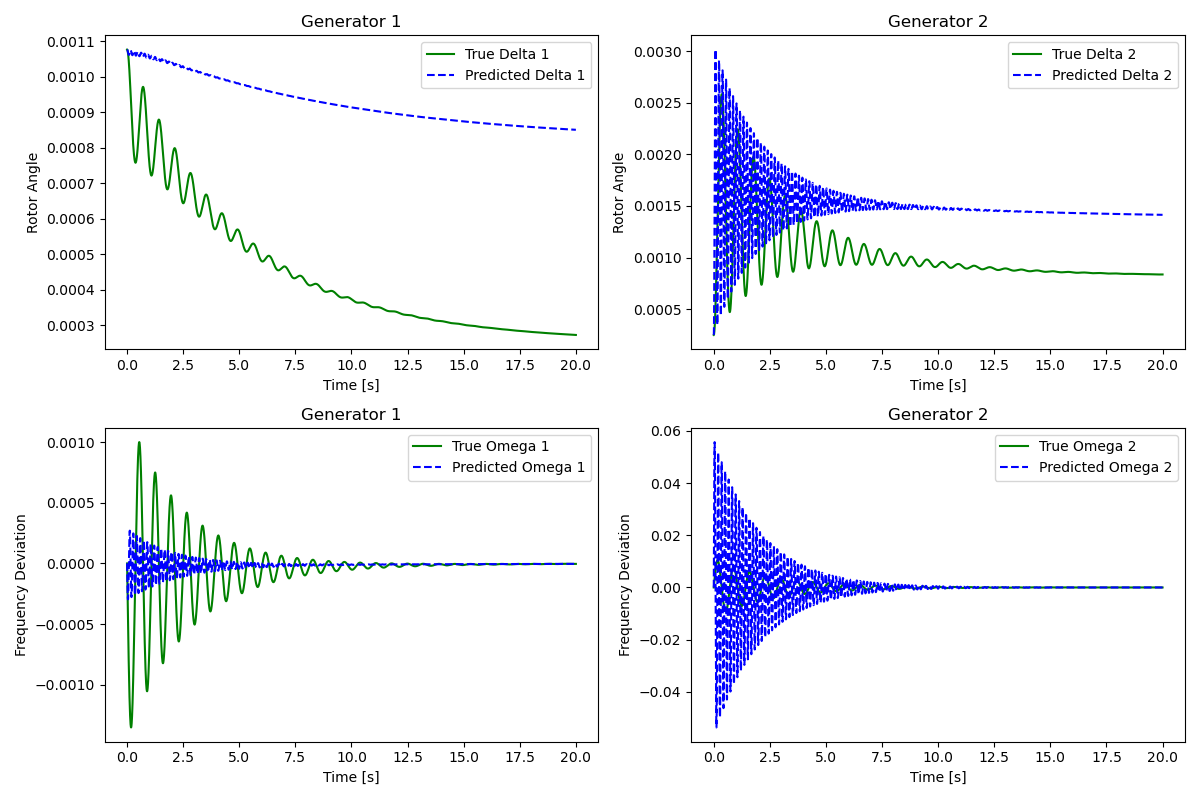 Generator 1
True Delta 1
Predicted Delta 1
Rotor Angle
0.0011
0.0010
0.0009
0.0008
0.0007
0.0006
0.0005
0.0004
0.0003
0.0 2.5 5.0 7.5 10.0 12.5 15.0 17.5 20.0
Time [s]
Generator 2
True Delta 2
Predicted Delta 2
Rotor Angle
0.0030
0.0025
0.0020
0.0015
0.0010
0.0005
0.0 2.5 5.0 7.5 10.0 12.5 15.0 17.5 20.0
Time [s]
Generator 1
True Omega 1
Predicted Omega 1
Frequency Deviation
0.0010
0.0005
0.0000
−0.0005
−0.0010
0.0 2.5 5.0 7.5 10.0 12.5 15.0 17.5 20.0
Time [s]
Generator 2
True Omega 2
Predicted Omega 2
Frequency Deviation
0.06
0.04
0.02
0.00
−0.02
−0.04
0.0 2.5 5.0 7.5 10.0 12.5 15.0 17.5 20.0
Time [s]